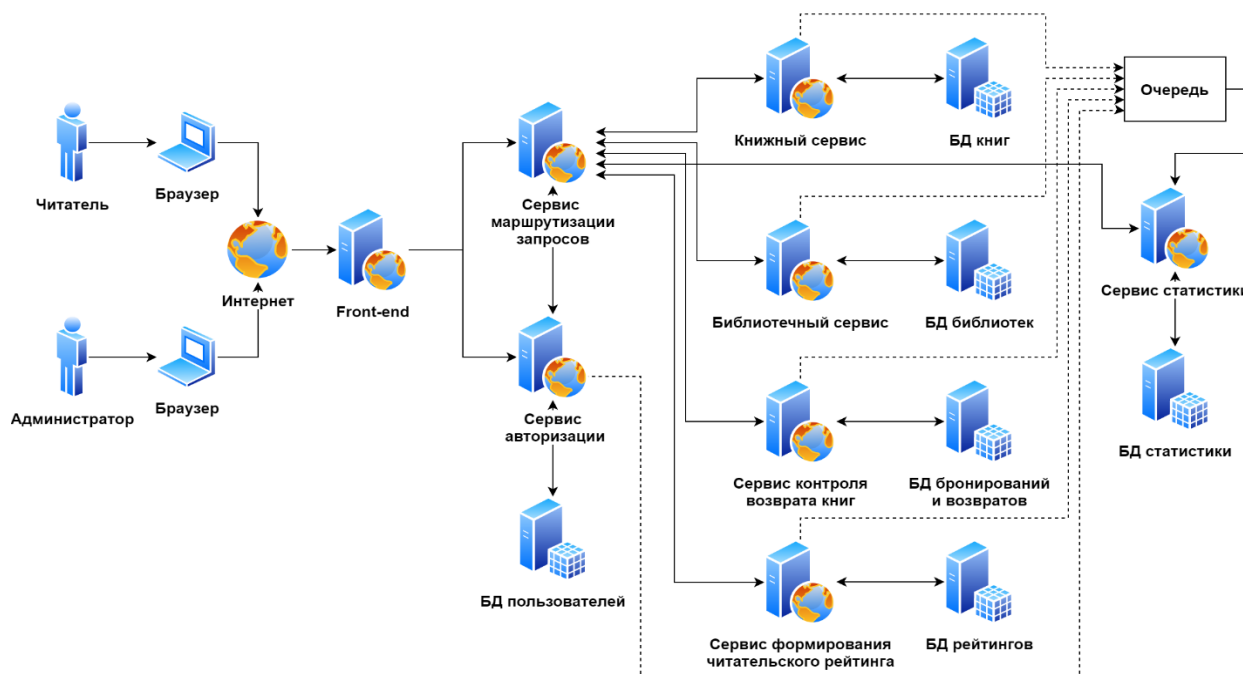 Книжный сервис
БД книг
Очередь
Читатель
Браузер
Интернет
Front-end
Сервис
маршрутизации
запросов
Библиотечный сервис
БД библиотек
Сервис статистики
Администратор
Браузер
Сервис
авторизации
Сервис контроля
возврата книг
БД бронирований
и возвратов
БД статистики
БД пользователей
Сервис формирования
читательского рейтинга
БД рейтингов